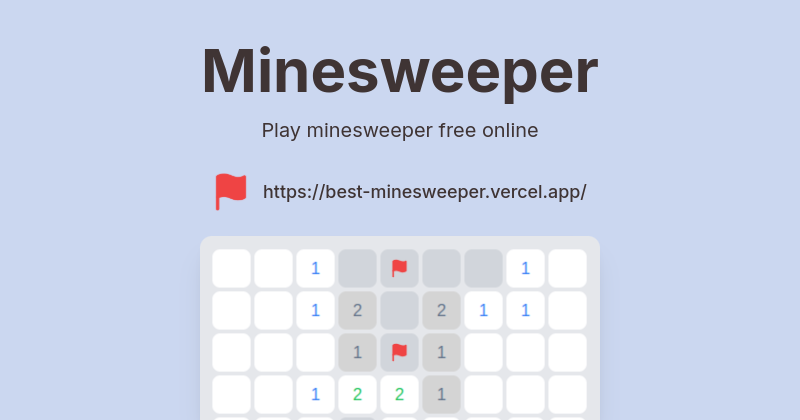 Minesweeper
Play minesweeper free online
https://best-minesweeper.vercel.app/
1 1
1 2 2 1 1
1 1
1 2 2 1